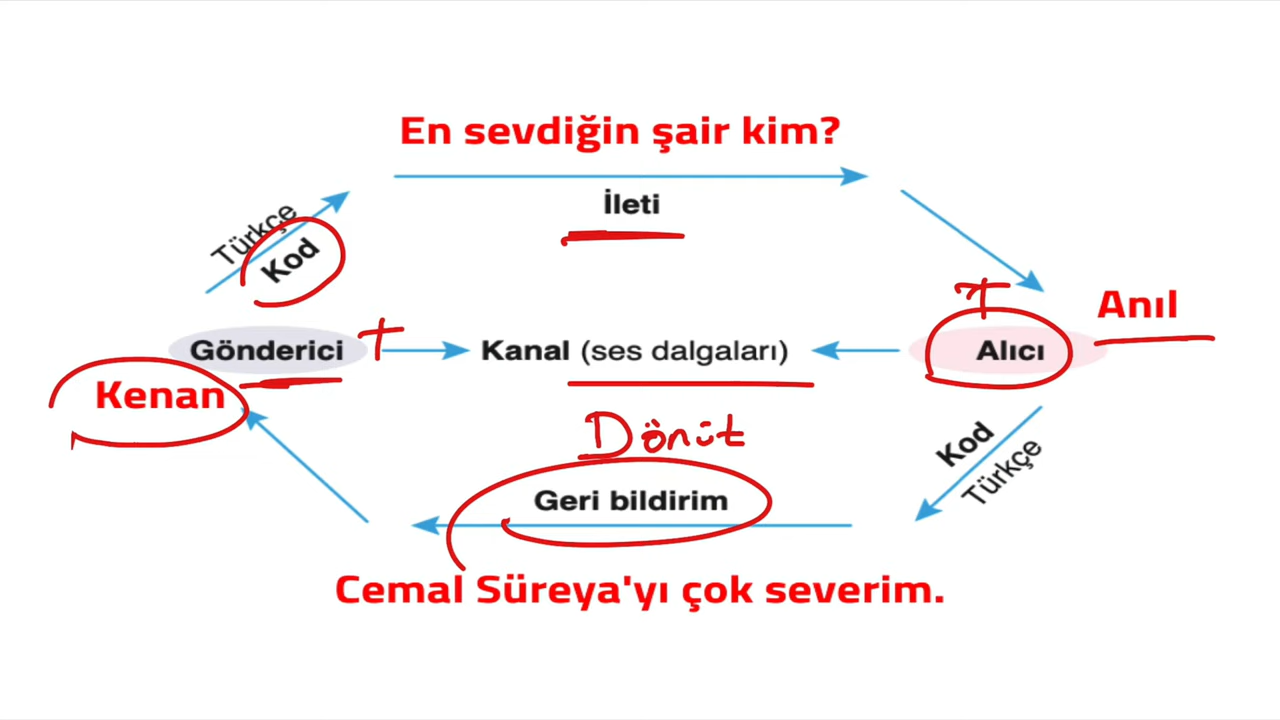 En sevdiğin şair kim?
İleti
Türkçe
Kod
Anıl
Gönderici
Kanal (ses dalgaları)
Alıcı
Kenan
Dönüt
Kod
Türkçe
Geri bildirim
Cemal Süreya'yı çok severim.